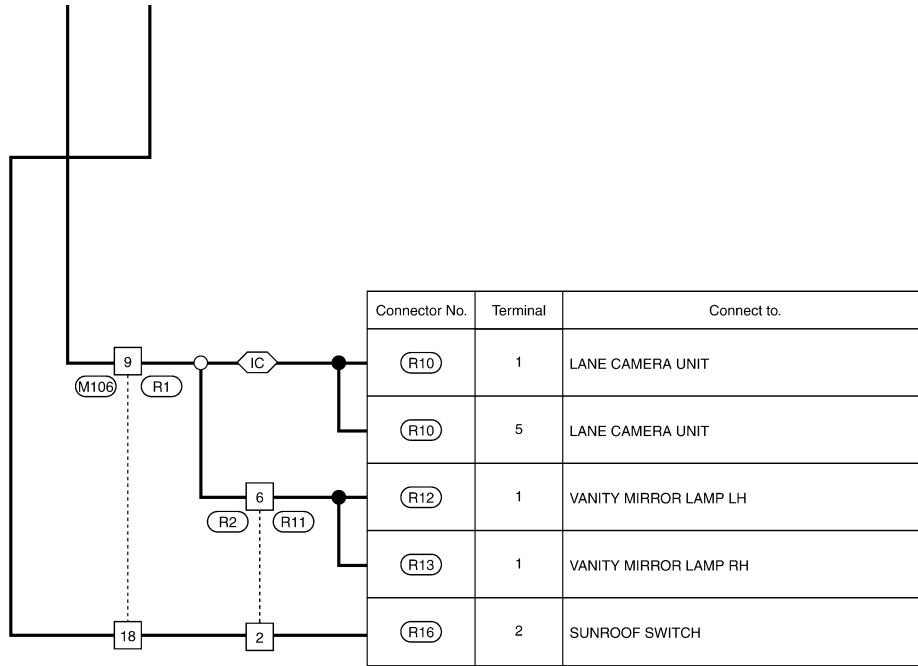 Connector No. Terminal Connect to.
9 IC R10 1 LANE CAMERA UNIT
M106 R1
R10 5 LANE CAMERA UNIT
6 R12 1 VANITY MIRROR LAMP LH
R2 R11
R13 1 VANITY MIRROR LAMP RH
18 2 R16 2 SUNROOF SWITCH